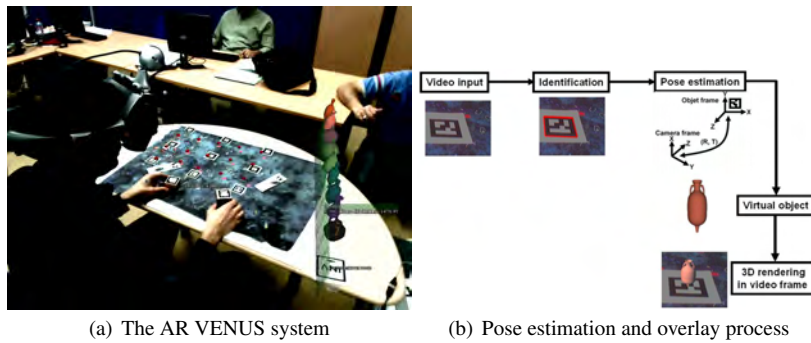 Video input
Identification
Pose estimation
Y
Objet frame
X
Z
Camera frame
X
Z
(R, T)
Y
Virtual object
3D rendering
in video frame
(a) The AR VENUS system
(b) Pose estimation and overlay process